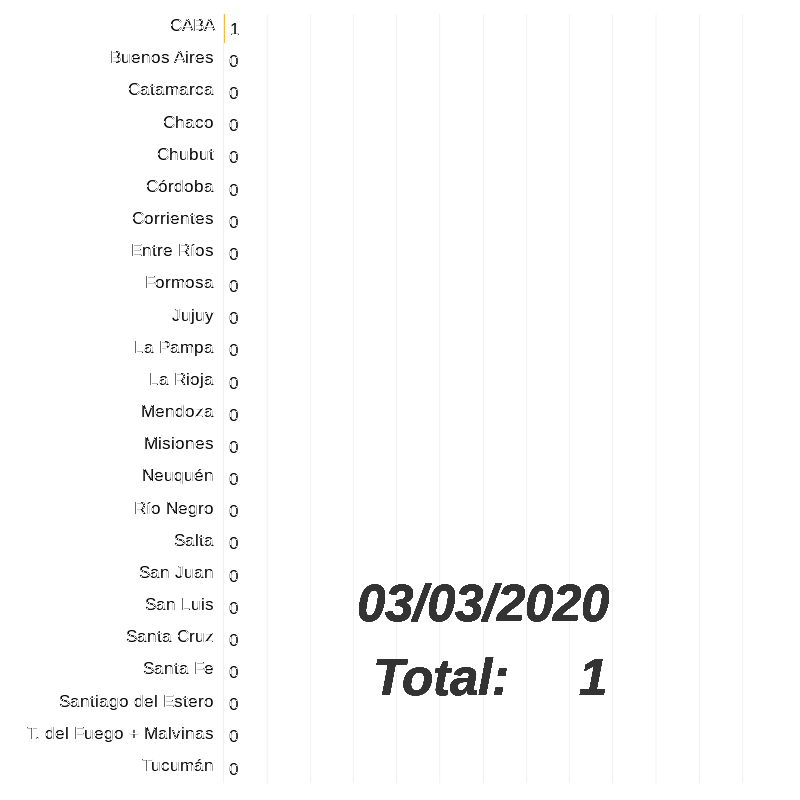 CABA 1
Buenos Aires 0
Catamarca 0
Chaco 0
Chubut 0
Córdoba 0
Corrientes 0
Entre Ríos 0
Formosa 0
Jujuy 0
La Pampa 0
La Rioja 0
Mendoza 0
Misiones 0
Neuquén 0
Río Negro 0
Salta 0
San Juan 0
San Luis 0
Santa Cruz 0
Santa Fe 0
Santiago del Estero 0
T. del Fuego + Malvinas 0
Tucumán 0
03/03/2020
Total: 1